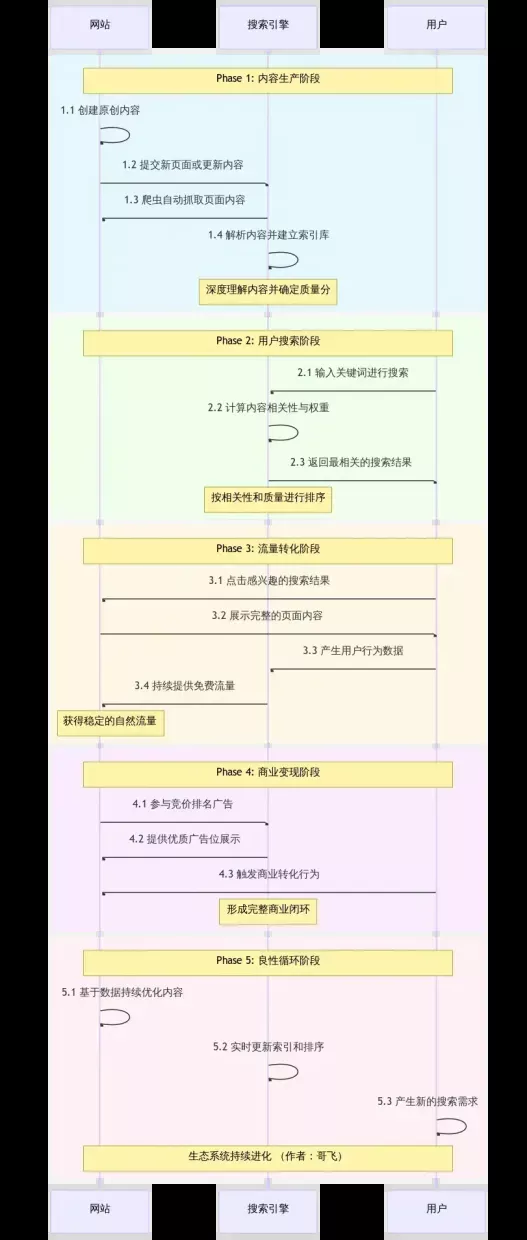 网站 搜索引擎 用户
Phase 1: 内容生产阶段
1.1 创建原创内容
1.2 提交新页面或更新内容
1.3 爬虫自动抓取页面内容
1.4 解析内容并建立索引库
深度理解内容并确定质量分
Phase 2: 用户搜索阶段
2.1 输入关键词进行搜索
2.2 计算内容相关性与权重
2.3 返回最相关的搜索结果
按相关性和质量进行排序
Phase 3: 流量转化阶段
3.1 点击感兴趣的搜索结果
3.2 展示完整的页面内容
3.3 产生用户行为数据
3.4 持续提供免费流量
获得稳定的自然流量
Phase 4: 商业变现阶段
4.1 参与竞价排名广告
4.2 提供优质广告位展示
4.3 触发商业转化行为
形成完整商业闭环
Phase 5: 良性循环阶段
5.1 基于数据持续优化内容
5.2 实时更新索引和排序
5.3 产生新的搜索需求
生态系统持续进化 （作者：哥飞）
网站 搜索引擎 用户